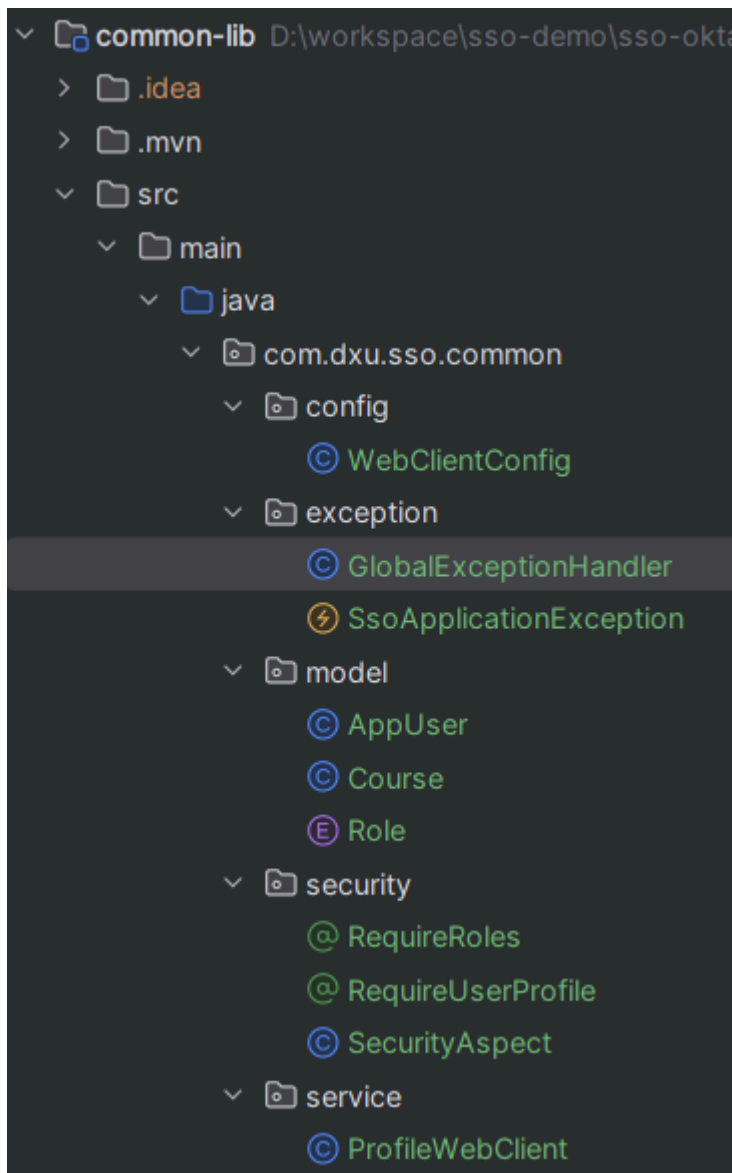 common-lib D:\workspace\sso-demo\sso-okta
.idea
.mvn
src
main
java
com.dxu.sso.common
config
WebClientConfig
exception
GlobalExceptionHandler
SsoApplicationException
model
AppUser
Course
Role
security
RequireRoles
RequireUserProfile
SecurityAspect
service
ProfileWebClient